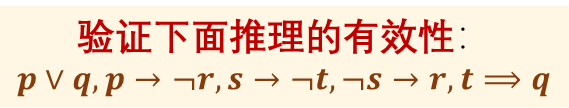 验证下面推理的有效性：
p ∨ q, p → ¬r, s → ¬t, ¬s → r, t ⟹ q